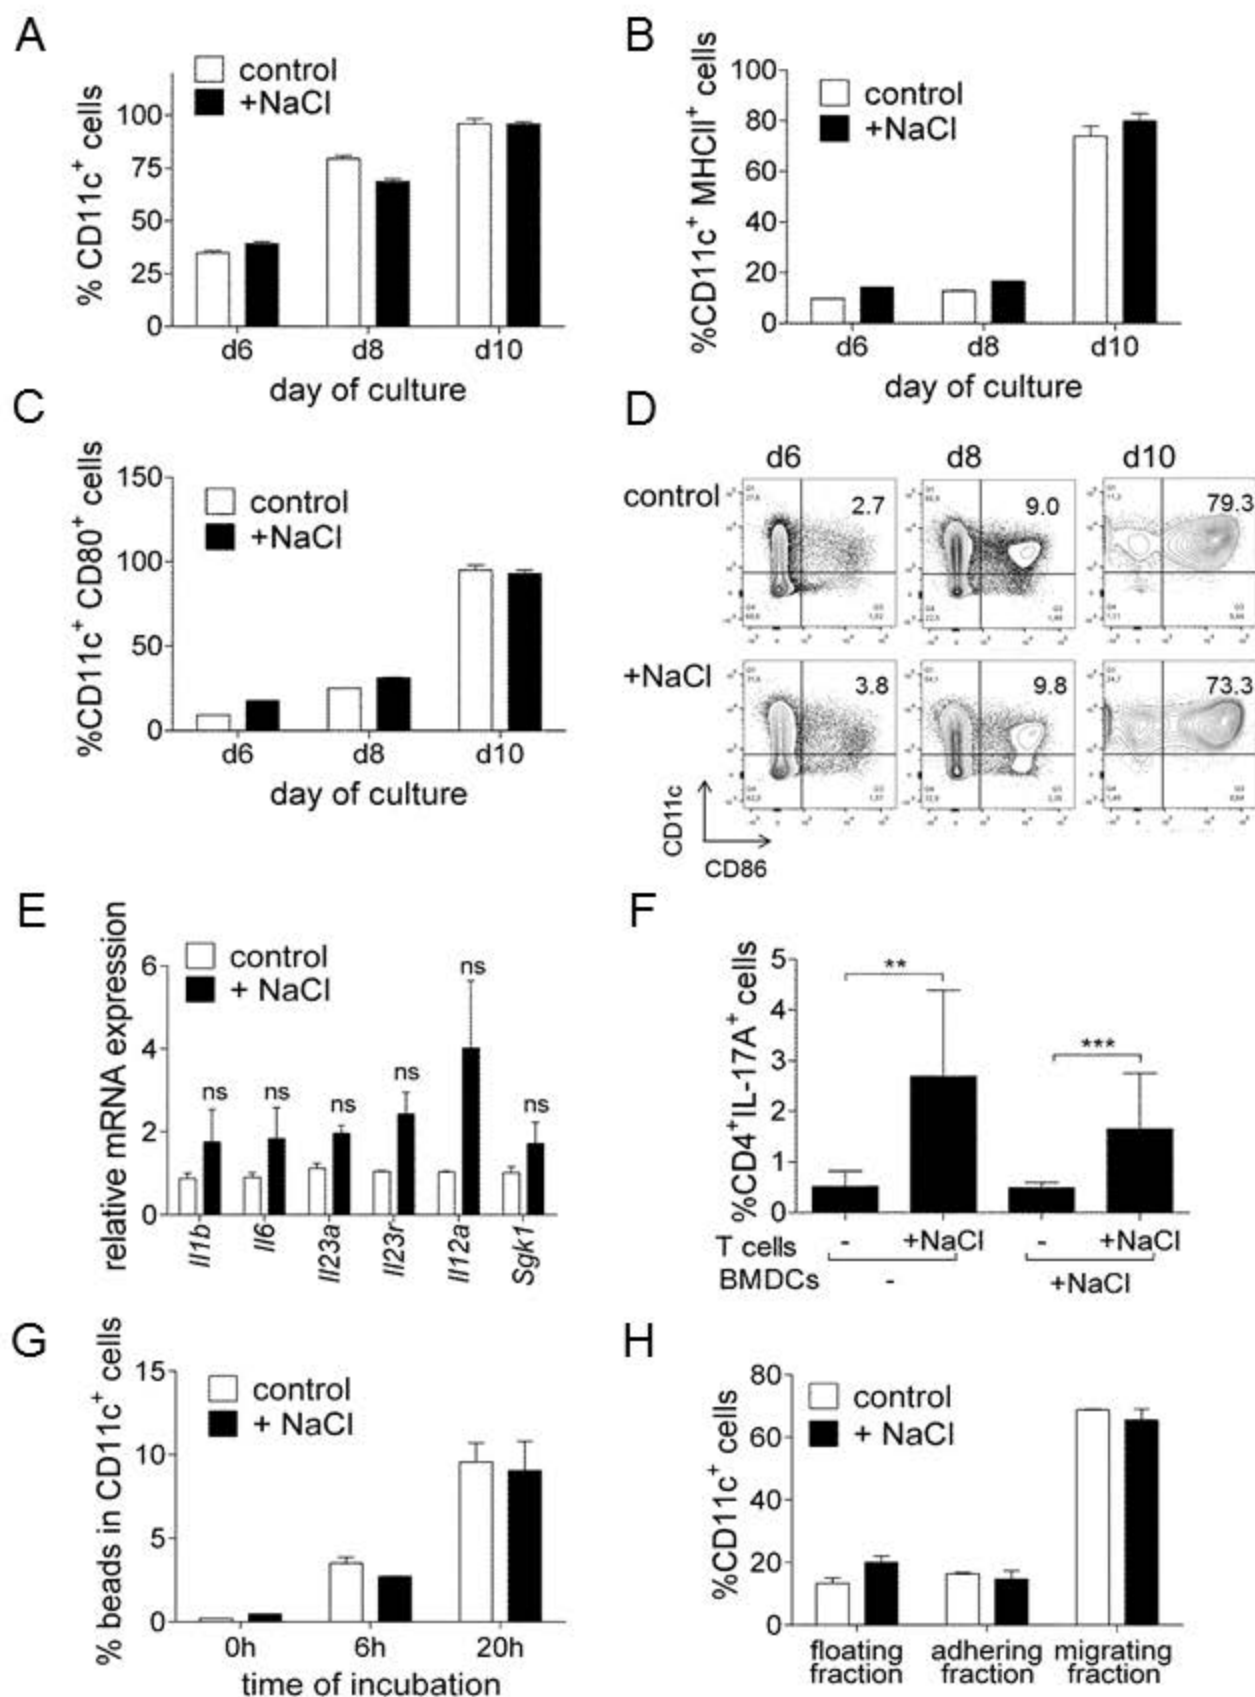 A
control
+NaCl
% CD11c+ cells
100
75
50
25
0
d6 d8 d10
day of culture
B
control
+NaCl
%CD11c+ MHCII+ cells
100
80
60
40
20
0
d6 d8 d10
day of culture
C
control
+NaCl
%CD11c+ CD80+ cells
150
100
50
0
d6 d8 d10
day of culture
D
d6 d8 d10
control
2.7 9.0 79.3
+NaCl
3.8 9.8 73.3
CD11c
CD86
E
control
+ NaCl
relative mRNA expression
6
4
2
0
ns ns ns ns ns ns
Il1b Il6 Il23a Il23r Il12a Sgk1
F
%CD4+IL-17A+ cells
5
4
3
2
1
0
** ***
T cells - +NaCl - +NaCl
BMDCs - +NaCl
G
control
+ NaCl
% beads in CD11c+ cells
15
10
5
0
0h 6h 20h
time of incubation
H
control
+ NaCl
%CD11c+ cells
80
60
40
20
0
floating adhering migrating
fraction fraction fraction